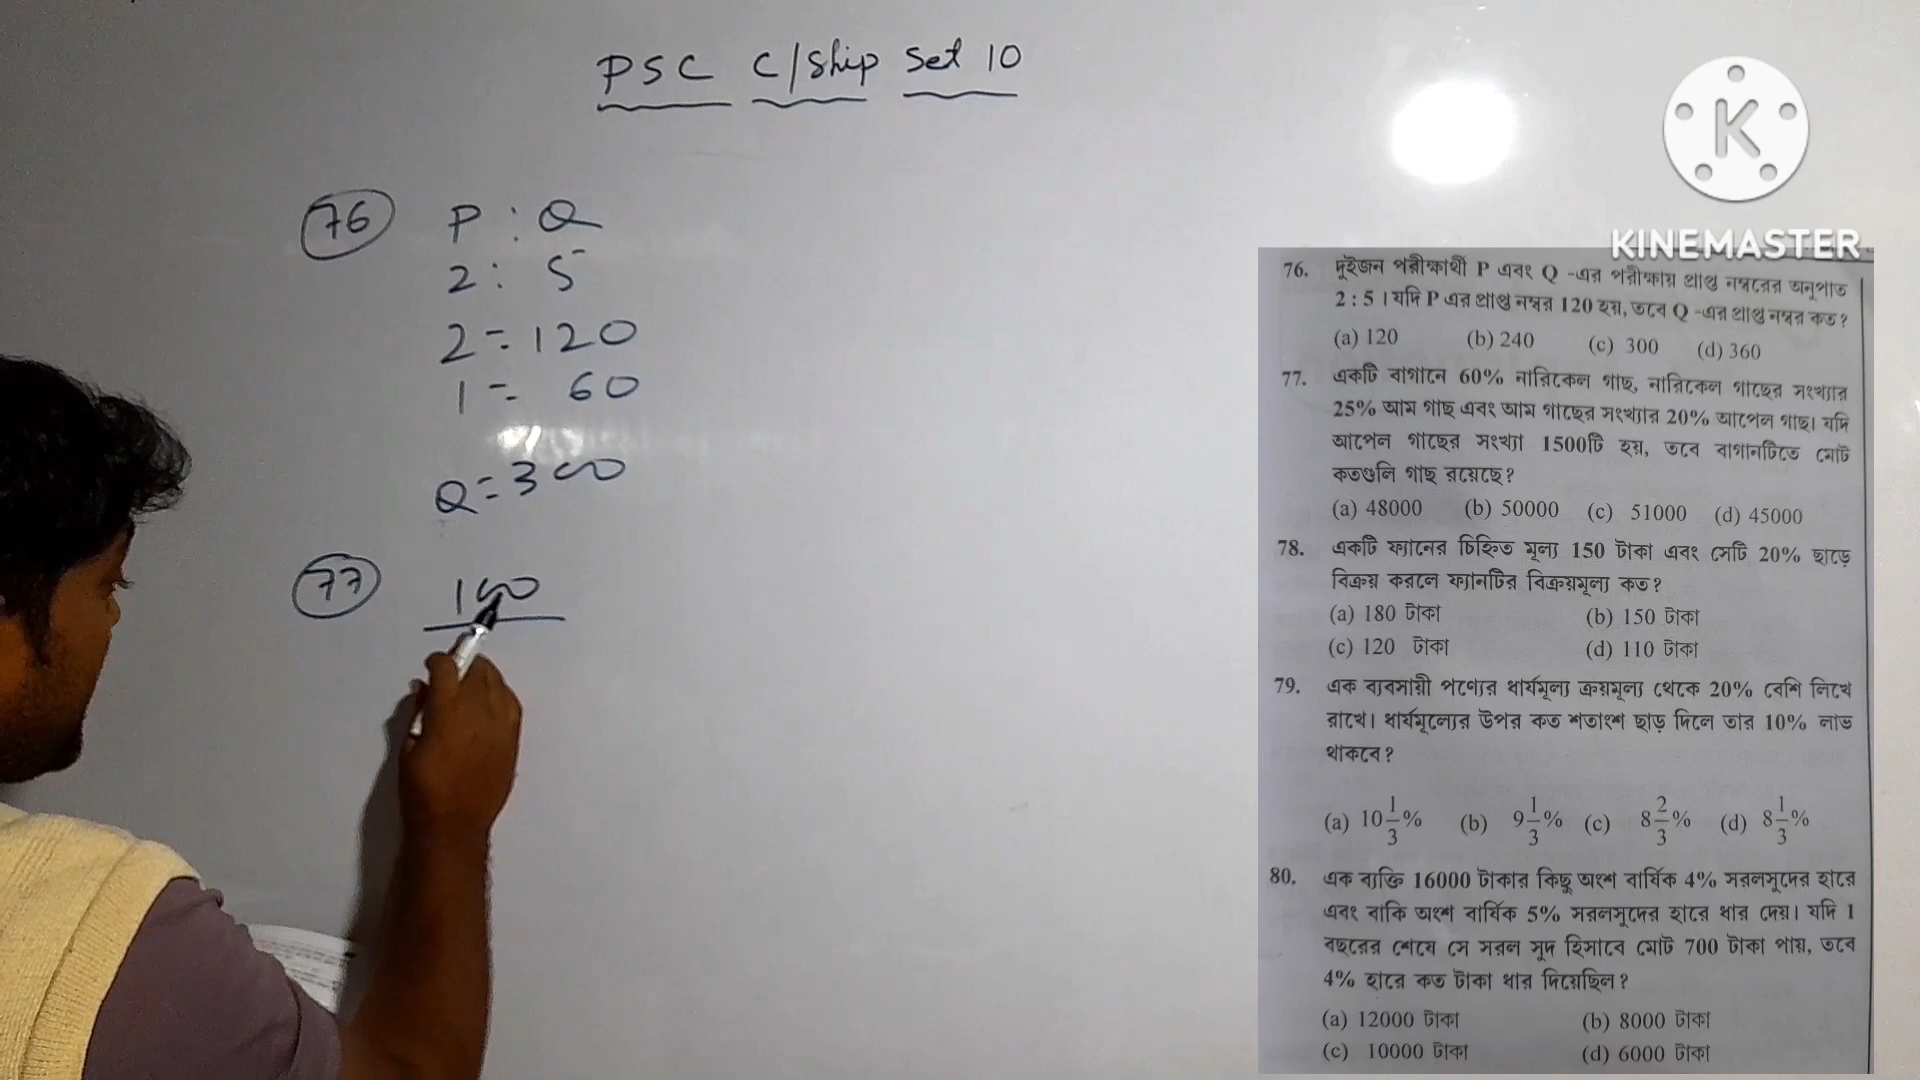 PSC C/Ship Set 10
76 P : Q
2 : 5
2 = 120
1 = 60
Q = 300
77 100
KINEMASTER
76. দুইজন পরীক্ষার্থী P এবং Q -এর পরীক্ষায় প্রাপ্ত নম্বরের অনুপাত
2 : 5 । যদি P এর প্রাপ্ত নম্বর 120 হয়, তবে Q -এর প্রাপ্ত নম্বর কত?
(a) 120 (b) 240 (c) 300 (d) 360
77. একটি বাগানে 60% নারিকেল গাছ, নারিকেল গাছের সংখ্যার
25% আম গাছ এবং আম গাছের সংখ্যার 20% আপেল গাছ। যদি
আপেল গাছের সংখ্যা 1500টি হয়, তবে বাগানটিতে মোট
কতগুলি গাছ রয়েছে?
(a) 48000 (b) 50000 (c) 51000 (d) 45000
78. একটি ফ্যানের চিহ্নিত মূল্য 150 টাকা এবং সেটি 20% ছাড়ে
বিক্রয় করলে ফ্যানটির বিক্রয়মূল্য কত?
(a) 180 টাকা (b) 150 টাকা
(c) 120 টাকা (d) 110 টাকা
79. এক ব্যবসায়ী পণ্যের ধার্যমূল্য ক্রয়মূল্য থেকে 20% বেশি লিখে
রাখে। ধার্যমূল্যের উপর কত শতাংশ ছাড় দিলে তার 10% লাভ
থাকবে?
(a) 10 1/3% (b) 9 1/3% (c) 8 2/3% (d) 8 1/3%
80. এক ব্যক্তি 16000 টাকার কিছু অংশ বার্ষিক 4% সরলসুদের হারে
এবং বাকি অংশ বার্ষিক 5% সরলসুদের হারে ধার দেয়। যদি 1
বছরের শেষে সে সরল সুদ হিসাবে মোট 700 টাকা পায়, তবে
4% হারে কত টাকা ধার দিয়েছিল?
(a) 12000 টাকা (b) 8000 টাকা
(c) 10000 টাকা (d) 6000 টাকা